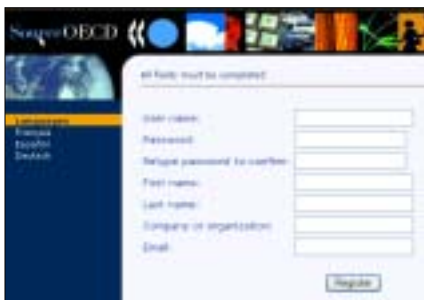 SourceOECD
All fields must be completed
Languages
Français
Español
Deutsch
User name:
Password:
Retype password to confirm:
First name:
Last name:
Company or organization:
Email:
Register